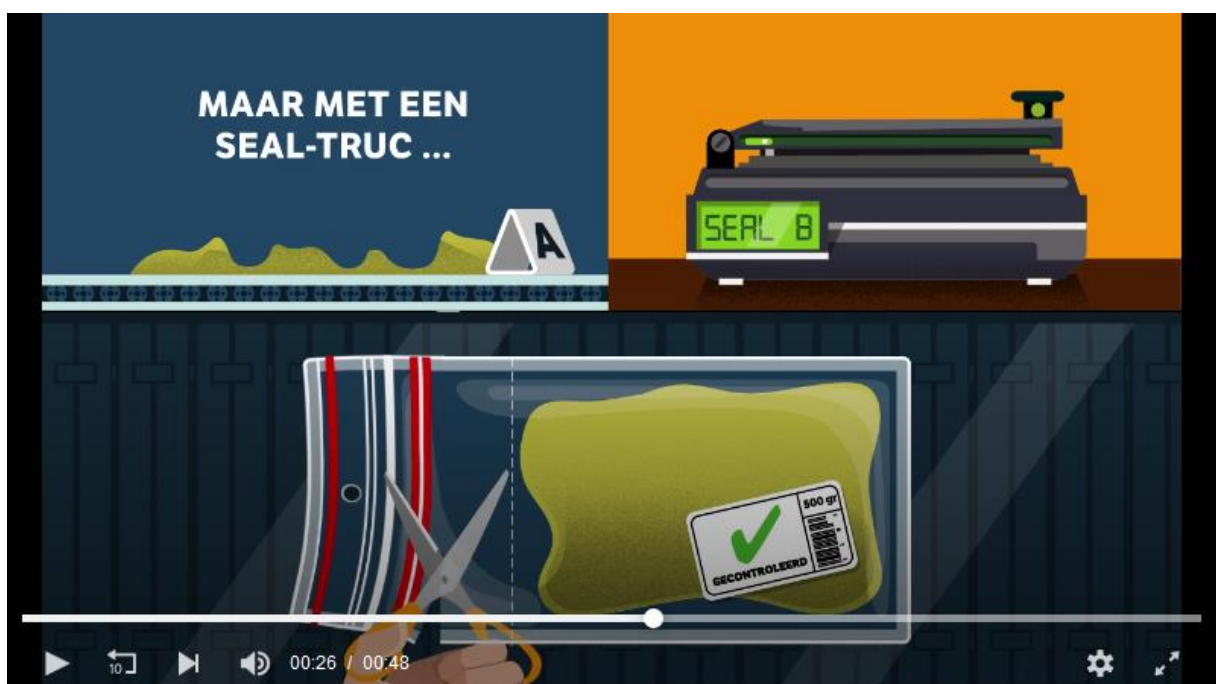 MAAR MET EEN
SEAL-TRUC ...
A
SEAL B
500 gr
GECONTROLEERD
10
00:26 / 00:48